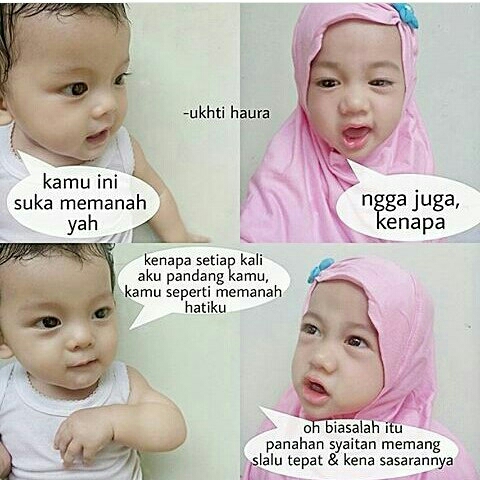 -ukhti haura
kamu ini
suka memanah
yah
ngga juga,
kenapa
kenapa setiap kali
aku pandang kamu,
kamu seperti memanah
hatiku
oh biasalah itu
panahan syaitan memang
slalu tepat & kena sasarannya